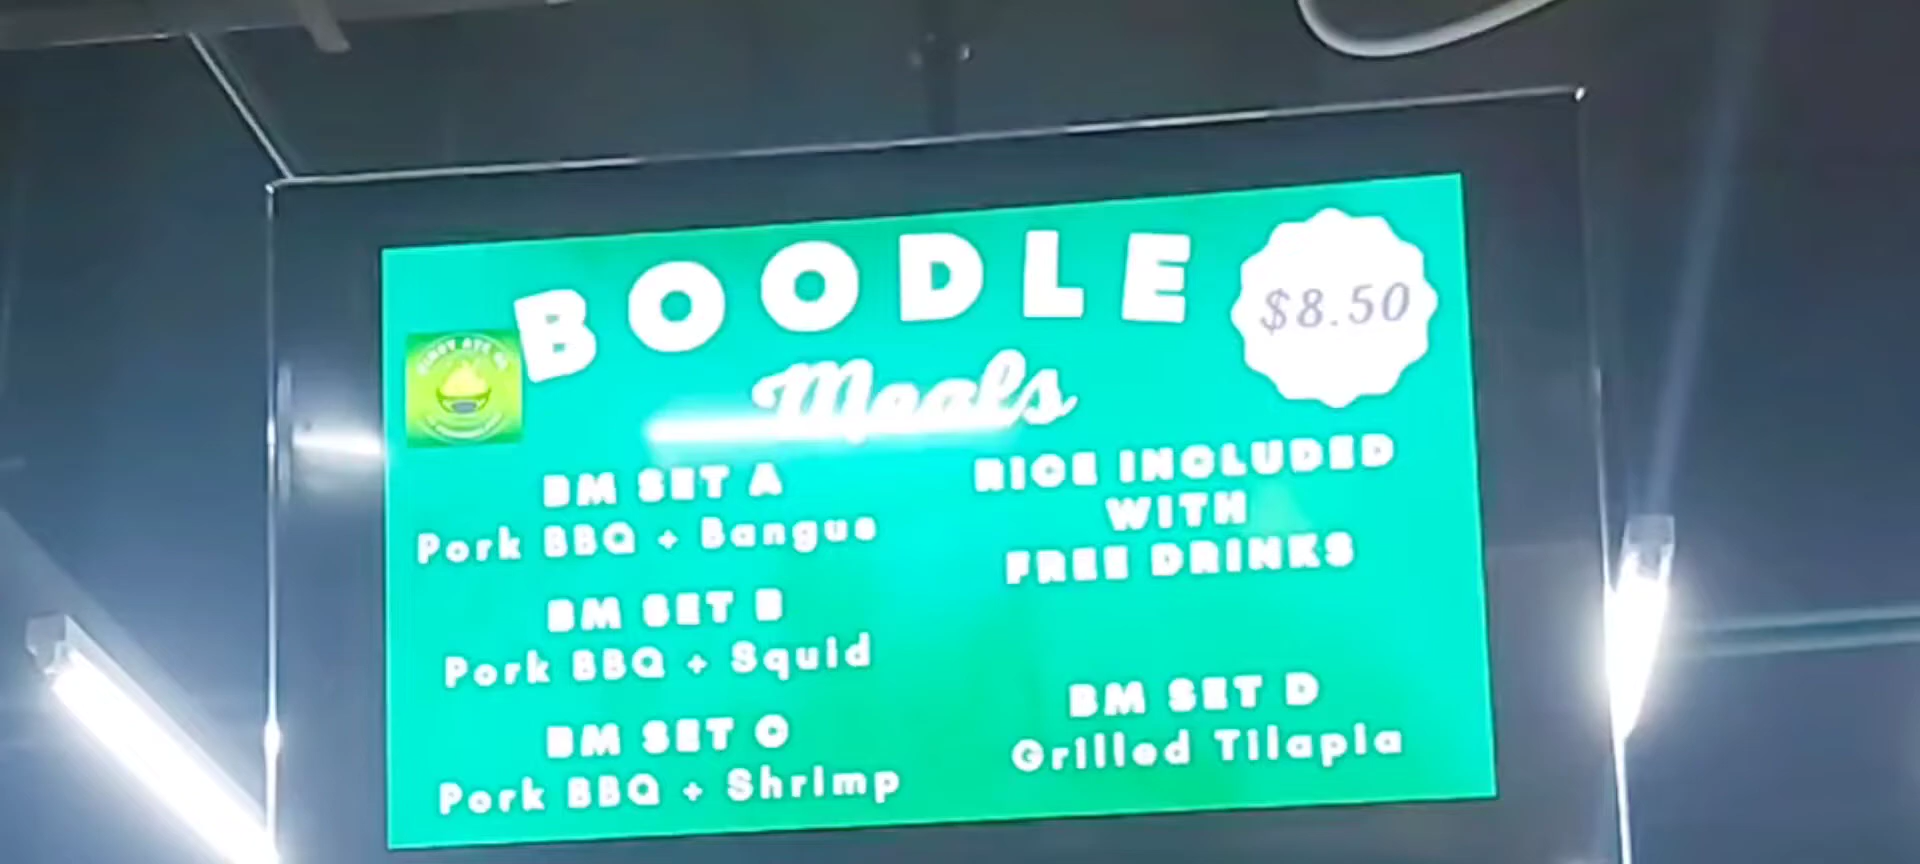 BOODLE
Meals
$8.50
BM SET A
Pork BBQ + Bangus
BM SET B
Pork BBQ + Squid
BM SET C
Pork BBQ + Shrimp
RICE INCLUDED
WITH
FREE DRINKS
BM SET D
Grilled Tilapia